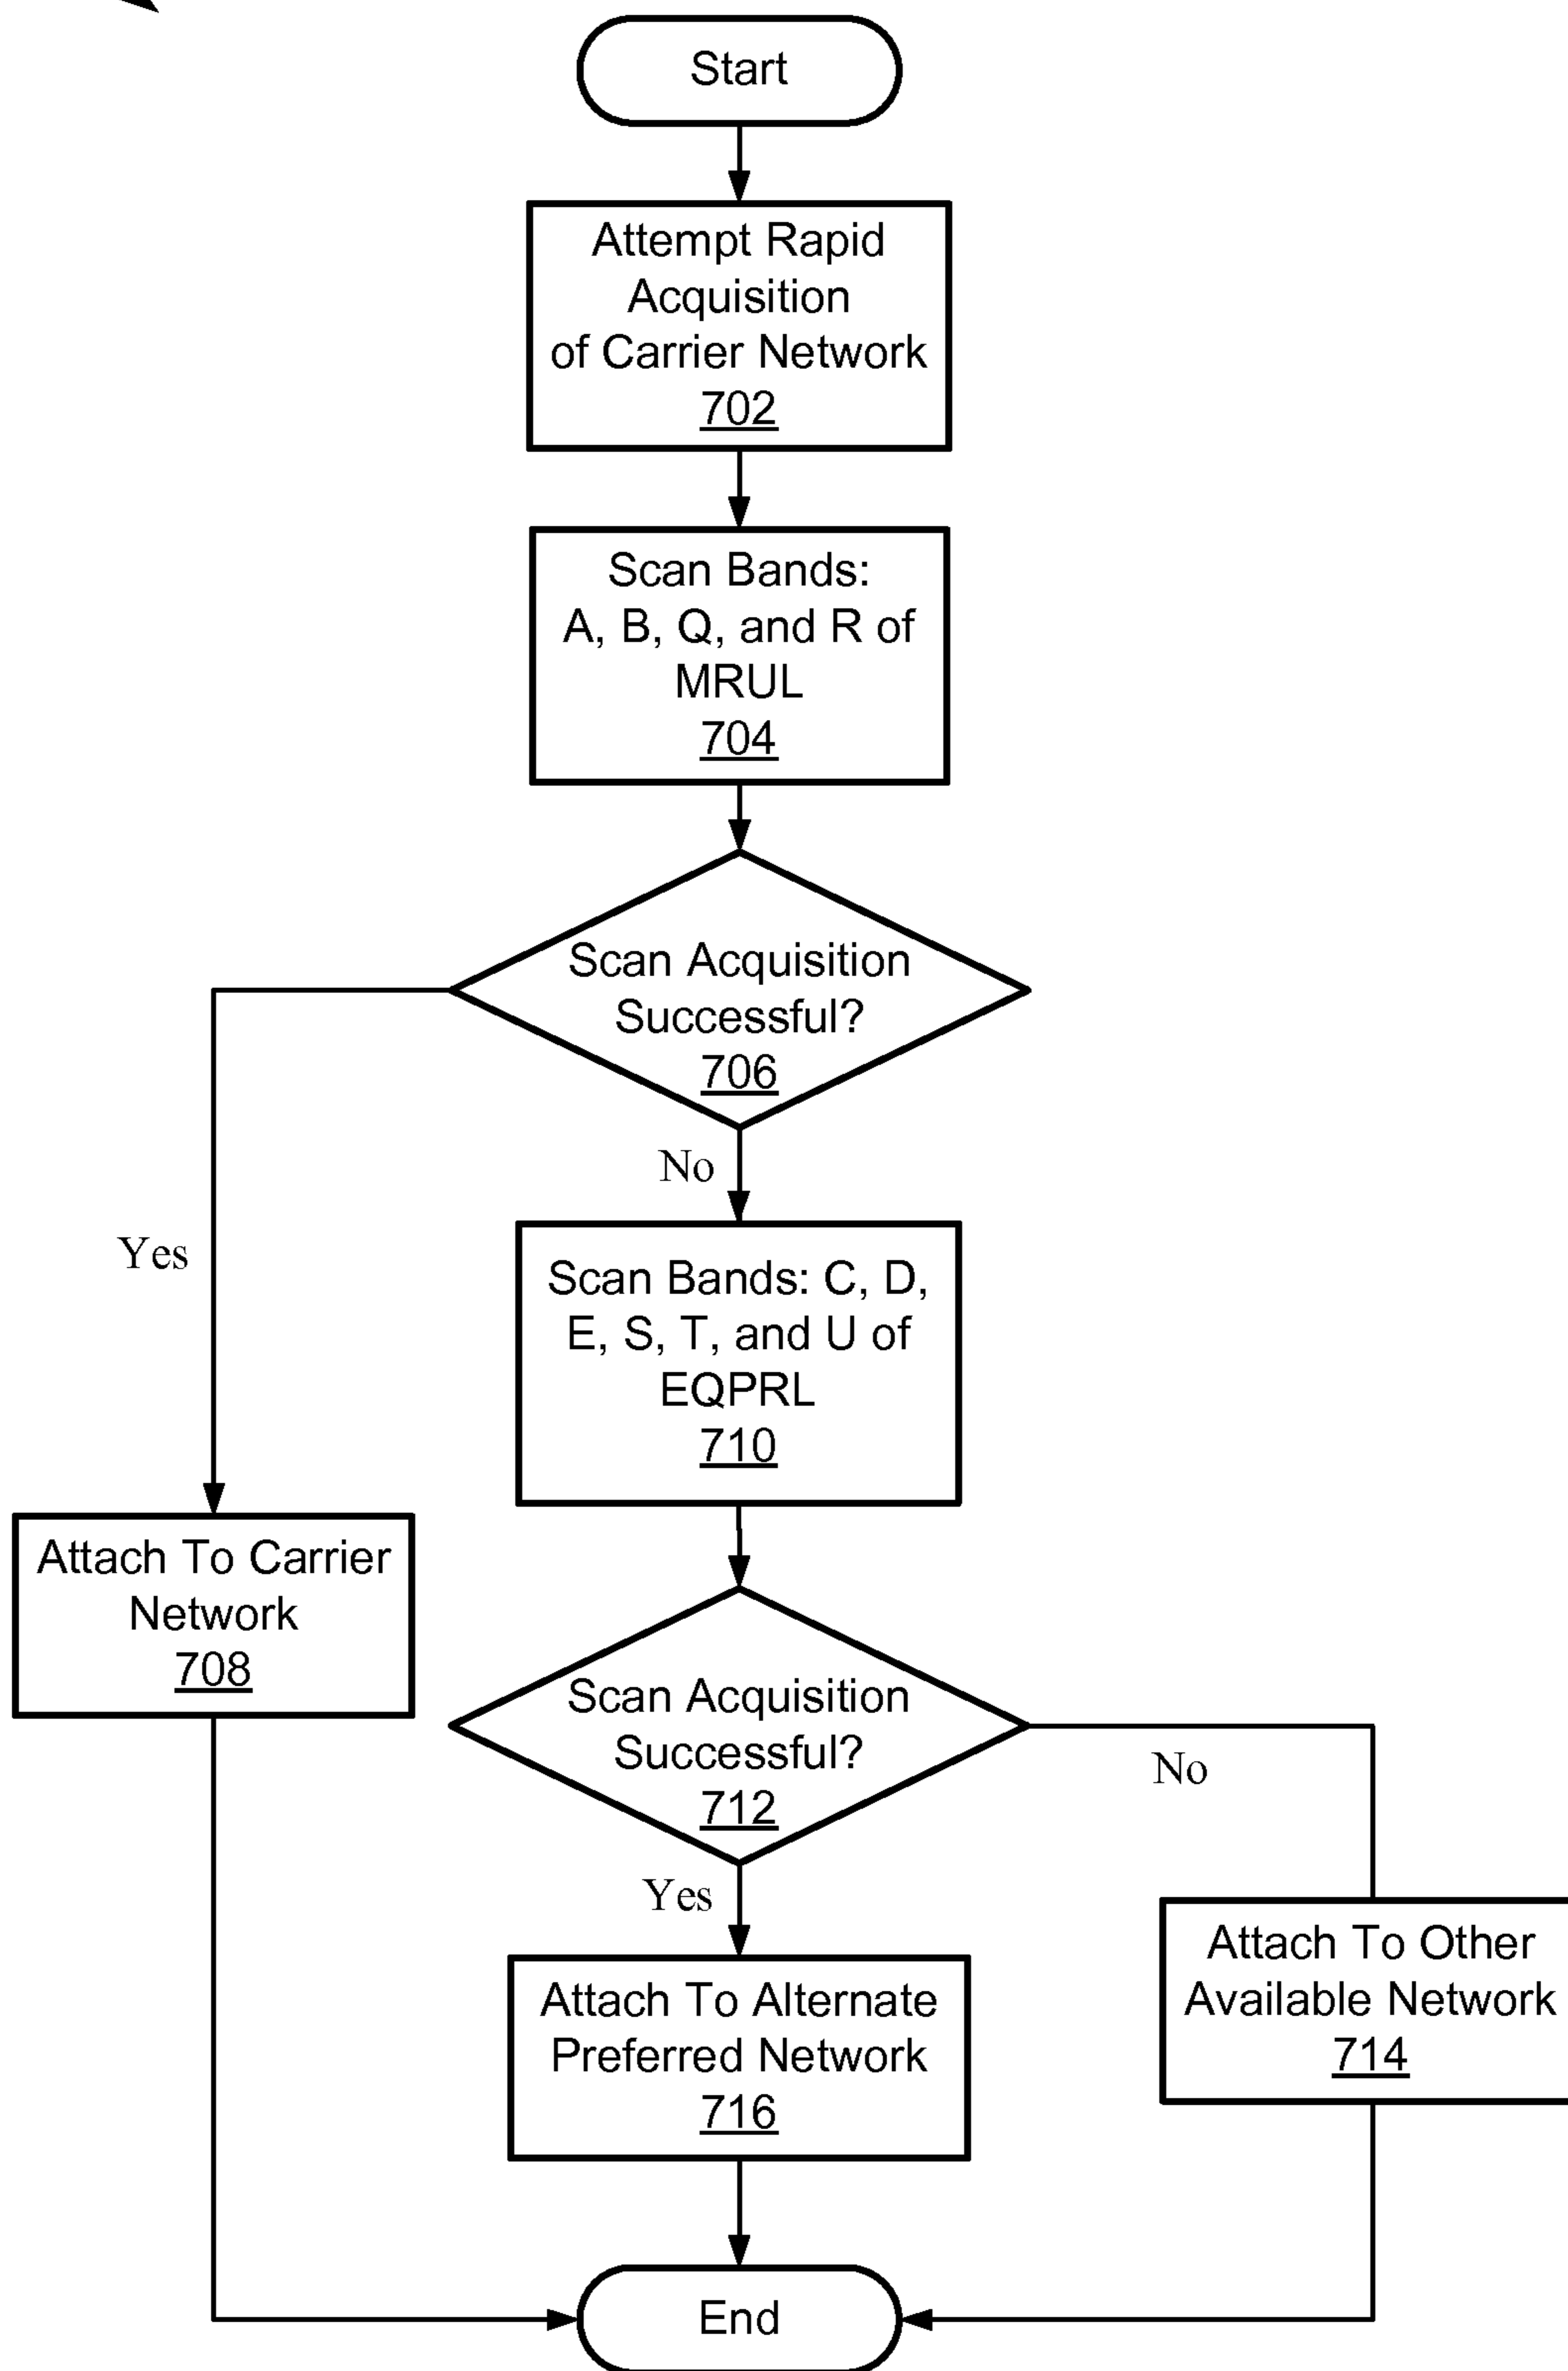 Start
Attempt Rapid
Acquisition
of Carrier Network
702
Scan Bands:
A, B, Q, and R of
MRUL
704
Scan Acquisition
Successful?
706
No
Yes
Scan Bands: C, D,
E, S, T, and U of
EQPRL
710
Attach To Carrier
Network
708
Scan Acquisition
Successful?
712
No
Yes
Attach To Alternate
Preferred Network
716
Attach To Other
Available Network
714
End